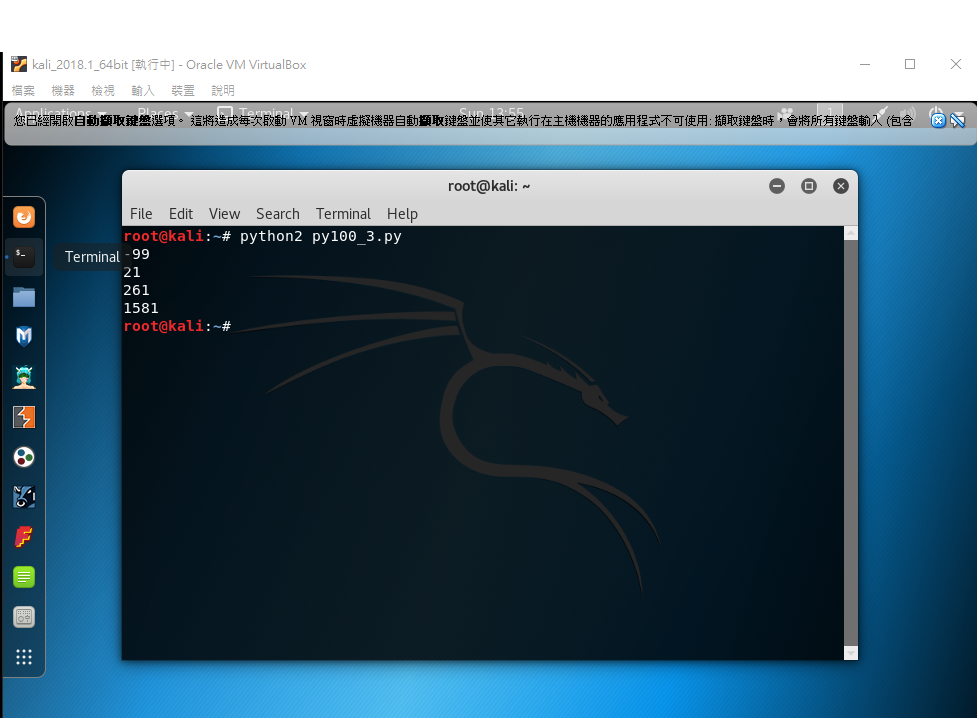 kali_2018.1_64bit [執行中] - Oracle VM VirtualBox
檔案 機器 檢視 輸入 裝置 說明
Applications Places Terminal Sun 12:55 1
您已經開啟自動擷取鍵盤選項。 這將造成每次啟動 VM 視窗時虛擬機器自動擷取鍵盤並使其它執行在主機機器的應用程式不可使用: 擷取鍵盤時，會將所有鍵盤輸入 (包含
root@kali: ~
File Edit View Search Terminal Help
root@kali:~# python2 py100_3.py
Terminal
-99
21
261
1581
root@kali:~#